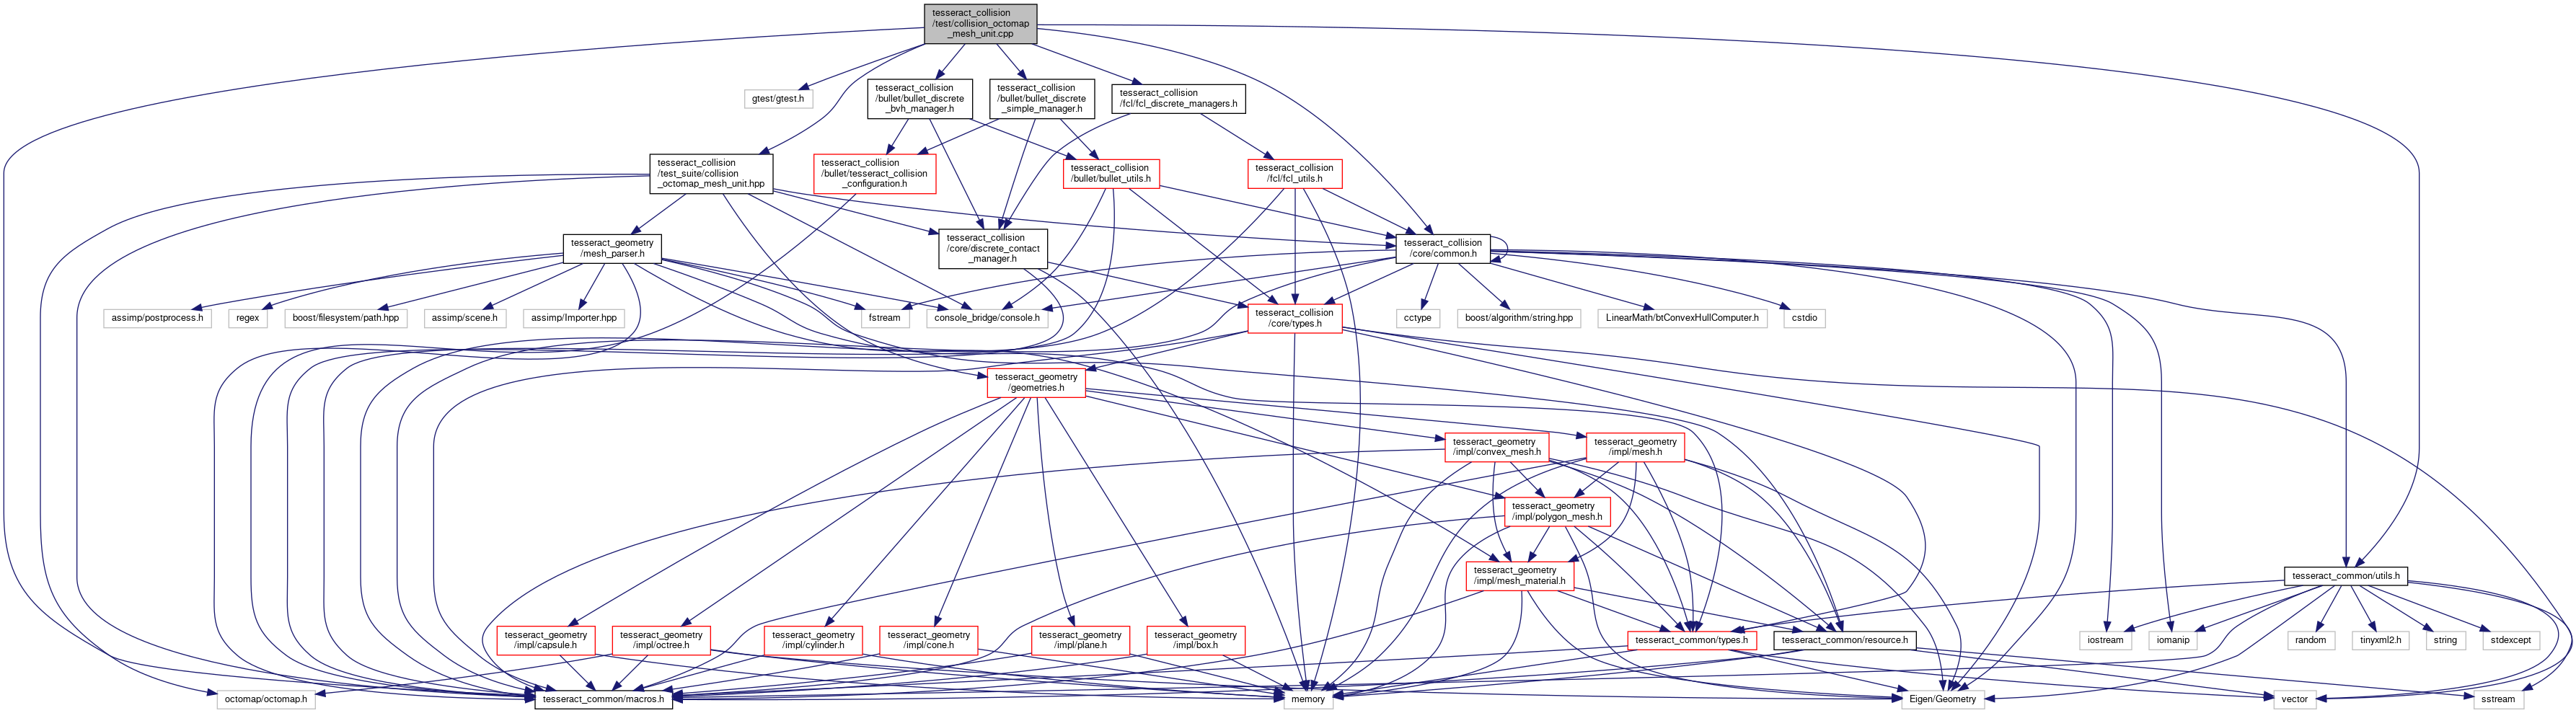 tesseract_collision
/test/collision_octomap
_mesh_unit.cpp
gtest/gtest.h
tesseract_collision
/bullet/bullet_discrete
_bvh_manager.h
tesseract_collision
/bullet/bullet_discrete
_simple_manager.h
tesseract_collision
/fcl/fcl_discrete_managers.h
tesseract_collision
/test_suite/collision
_octomap_mesh_unit.hpp
tesseract_collision
/bullet/tesseract_collision
_configuration.h
tesseract_collision
/bullet/bullet_utils.h
tesseract_collision
/fcl/fcl_utils.h
tesseract_geometry
/mesh_parser.h
tesseract_collision
/core/discrete_contact
_manager.h
tesseract_collision
/core/common.h
assimp/postprocess.h
regex
boost/filesystem/path.hpp
assimp/scene.h
assimp/Importer.hpp
fstream
console_bridge/console.h
tesseract_collision
/core/types.h
cctype
boost/algorithm/string.hpp
LinearMath/btConvexHullComputer.h
cstdio
tesseract_geometry
/geometries.h
tesseract_geometry
/impl/convex_mesh.h
tesseract_geometry
/impl/mesh.h
tesseract_geometry
/impl/polygon_mesh.h
tesseract_geometry
/impl/mesh_material.h
tesseract_common/utils.h
tesseract_geometry
/impl/capsule.h
tesseract_geometry
/impl/octree.h
tesseract_geometry
/impl/cylinder.h
tesseract_geometry
/impl/cone.h
tesseract_geometry
/impl/plane.h
tesseract_geometry
/impl/box.h
tesseract_common/types.h
tesseract_common/resource.h
iostream
iomanip
random
tinyxml2.h
string
stdexcept
octomap/octomap.h
tesseract_common/macros.h
memory
Eigen/Geometry
vector
sstream